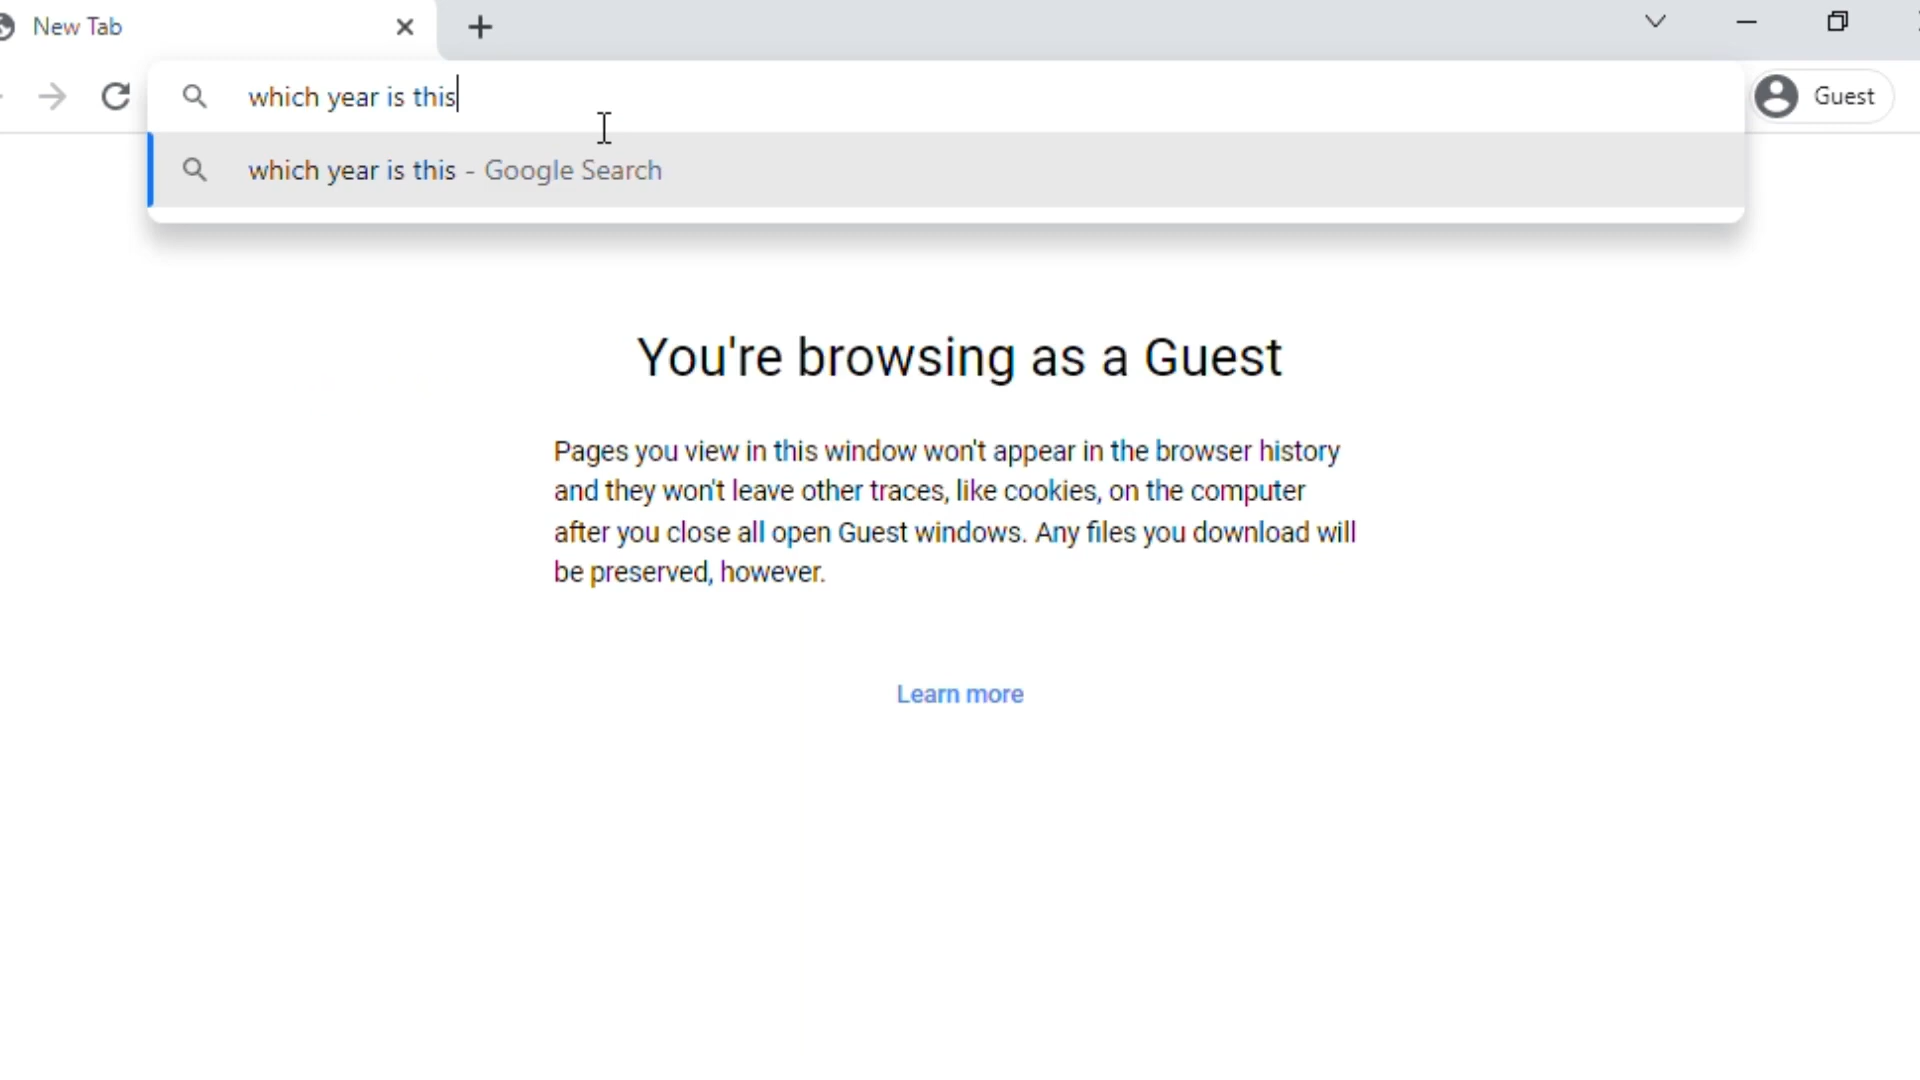 New Tab
which year is this
Guest
which year is this - Google Search
You're browsing as a Guest
Pages you view in this window won't appear in the browser history
and they won't leave other traces, like cookies, on the computer
after you close all open Guest windows. Any files you download will
be preserved, however.
Learn more